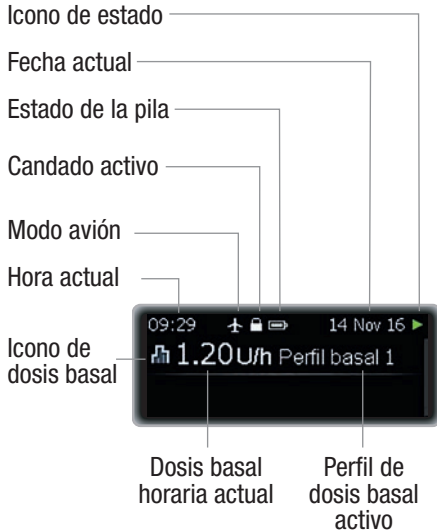 Icono de estado
Fecha actual
Estado de la pila
Candado activo
Modo avión
Hora actual
09:29 14 Nov 16
Icono de
dosis basal
1.20 U/h Perfil basal 1
Dosis basal
horaria actual
Perfil de
dosis basal
activo